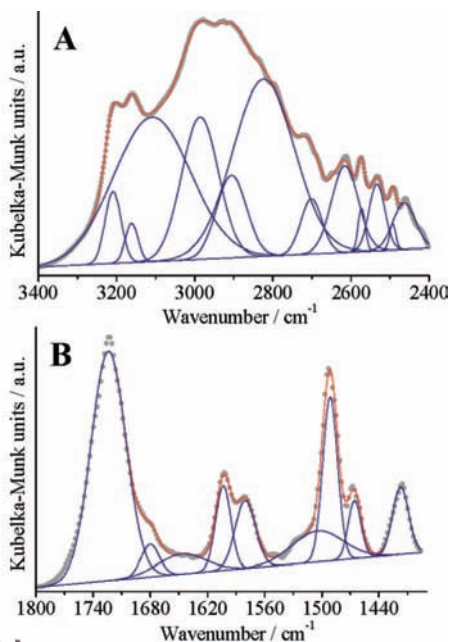 A
Kubelka-Munk units / a.u.
3400 3200 3000 2800 2600 2400
Wavenumber / cm-1
B
Kubelka-Munk units / a.u.
1800 1720 1680 1620 1560 1500 1440
Wavenumber / cm-1